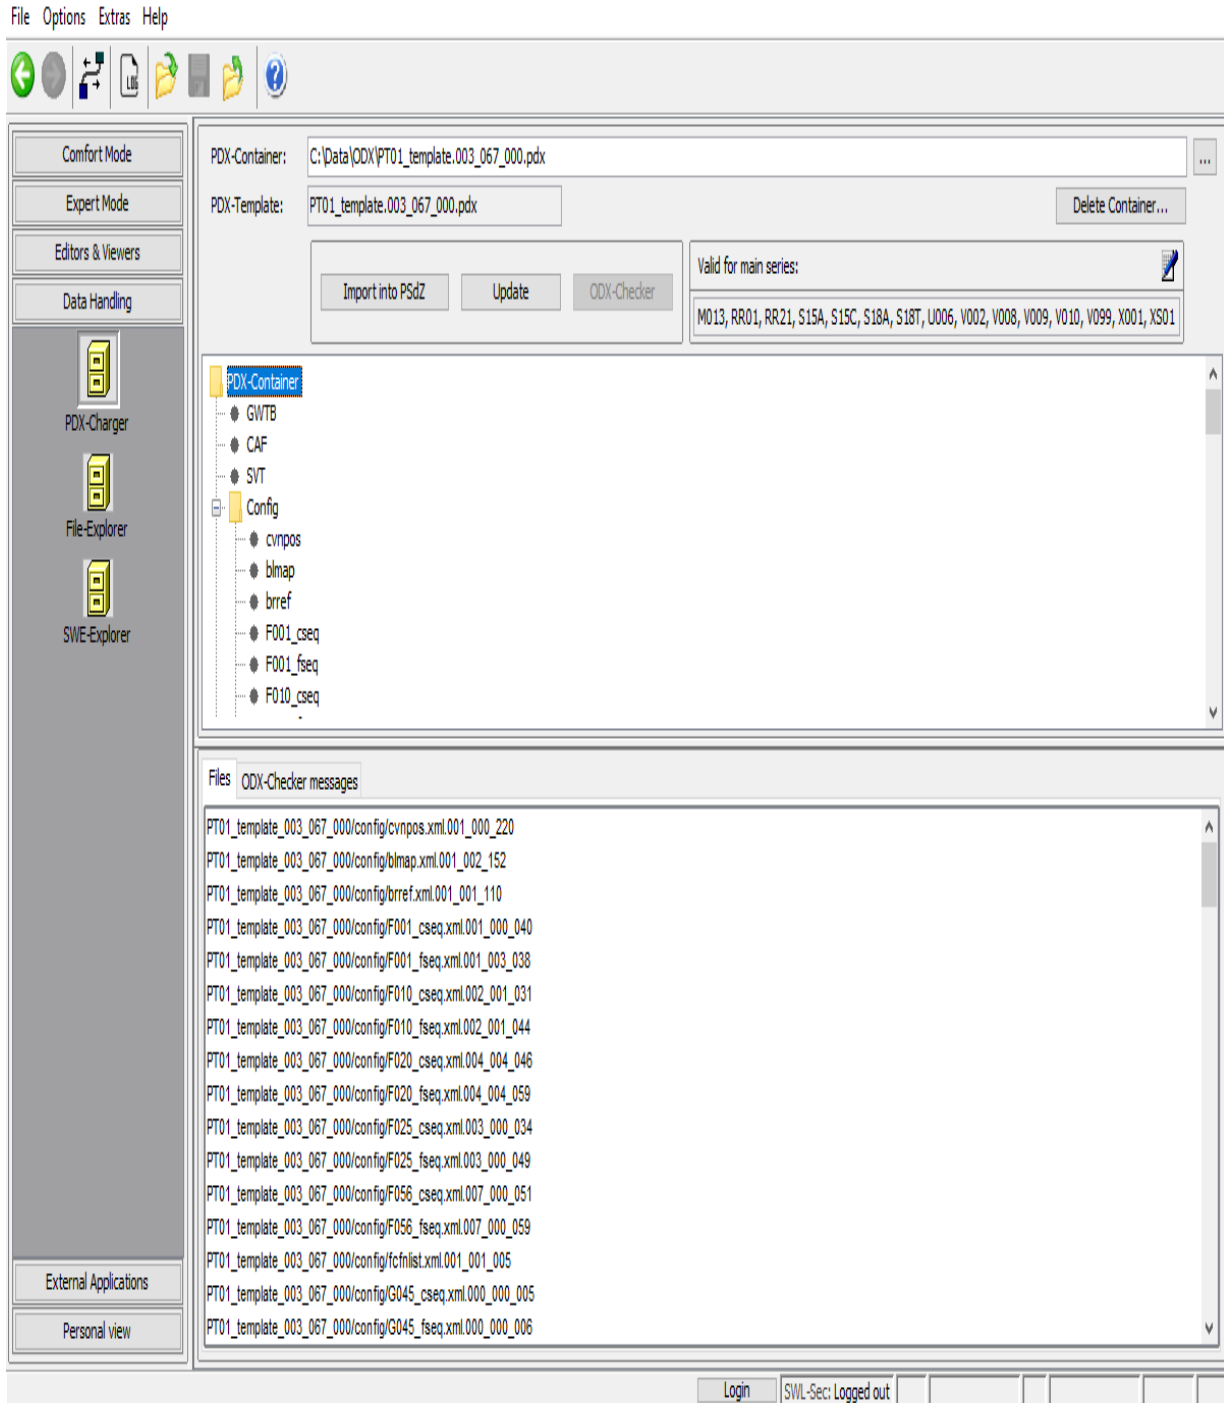 File Options Extras Help
LOG
Comfort Mode
Expert Mode
Editors & Viewers
Data Handling
PDX-Charger
File-Explorer
SWE-Explorer
External Applications
Personal view
PDX-Container: C:\Data\ODX\PT01_template.003_067_000.pdx ...
PDX-Template: PT01_template.003_067_000.pdx Delete Container...
Import into PSdZ Update ODX-Checker
Valid for main series:
M013, RR01, RR21, S15A, S15C, S18A, S18T, U006, V002, V008, V009, V010, V099, X001, XS01
PDX-Container
GWTB
CAF
SVT
Config
cvnpos
blmap
brref
F001_cseq
F001_fseq
F010_cseq
Files ODX-Checker messages
PT01_template_003_067_000/config/cvnpos.xml.001_000_220
PT01_template_003_067_000/config/blmap.xml.001_002_152
PT01_template_003_067_000/config/brref.xml.001_001_110
PT01_template_003_067_000/config/F001_cseq.xml.001_000_040
PT01_template_003_067_000/config/F001_fseq.xml.001_003_038
PT01_template_003_067_000/config/F010_cseq.xml.002_001_031
PT01_template_003_067_000/config/F010_fseq.xml.002_001_044
PT01_template_003_067_000/config/F020_cseq.xml.004_004_046
PT01_template_003_067_000/config/F020_fseq.xml.004_004_059
PT01_template_003_067_000/config/F025_cseq.xml.003_000_034
PT01_template_003_067_000/config/F025_fseq.xml.003_000_049
PT01_template_003_067_000/config/F056_cseq.xml.007_000_051
PT01_template_003_067_000/config/F056_fseq.xml.007_000_059
PT01_template_003_067_000/config/fcfnlist.xml.001_001_005
PT01_template_003_067_000/config/G045_cseq.xml.000_000_005
PT01_template_003_067_000/config/G045_fseq.xml.000_000_006
Login SWL-Sec: Logged out